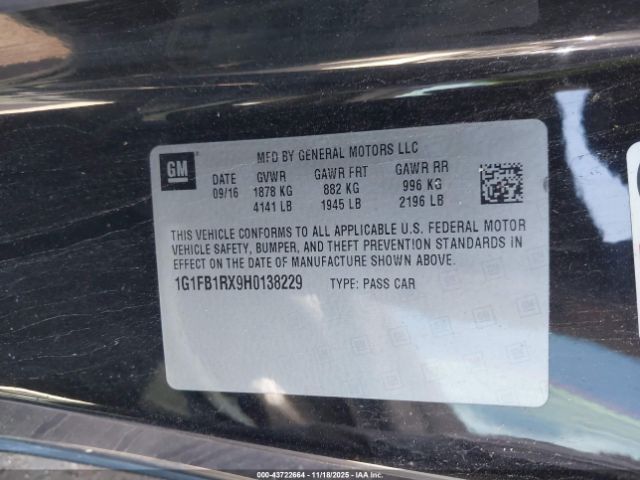 GM
MFD BY GENERAL MOTORS LLC
DATE GVWR GAWR FRT GAWR RR
09/16 1878 KG 882 KG 996 KG
4141 LB 1945 LB 2196 LB
THIS VEHICLE CONFORMS TO ALL APPLICABLE U.S. FEDERAL MOTOR
VEHICLE SAFETY, BUMPER, AND THEFT PREVENTION STANDARDS IN
EFFECT ON THE DATE OF MANUFACTURE SHOWN ABOVE.
1G1FB1RX9H0138229 TYPE: PASS CAR
000-43722664 | 11/18/2025 | IAAI.COM